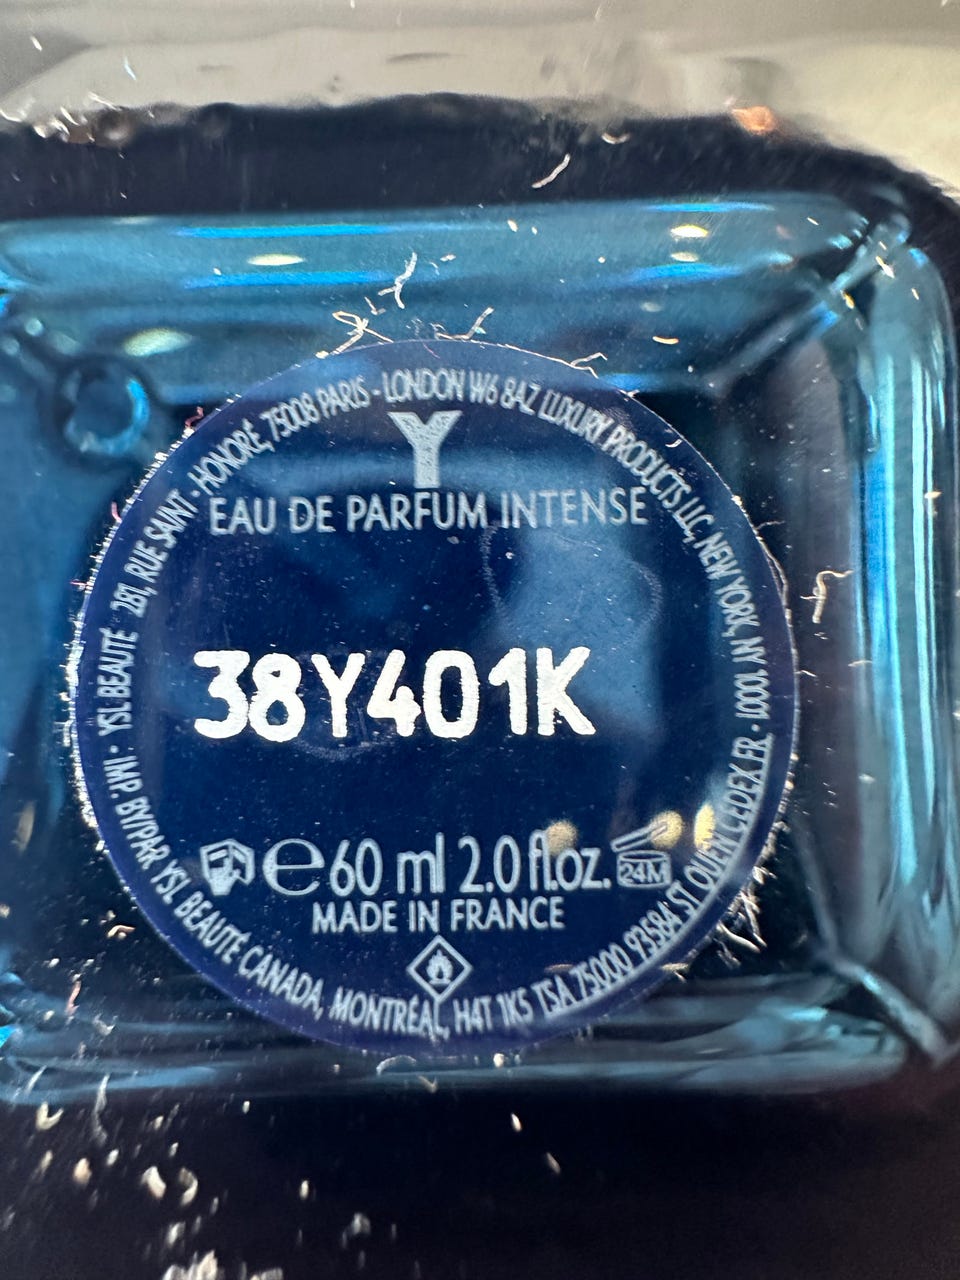 YSL BEAUTÉ 281, RUE SAINT - HONORÉ, 75008 PARIS - LONDON W6 8AZ LUXURY PRODUCTS LLC, NEW YORK, NY 10001 -
Y
EAU DE PARFUM INTENSE
38Y401K
e 60 ml 2.0 fl.oz. 24M
MADE IN FRANCE
IMP. BY/PAR YSL BEAUTÉ CANADA, MONTRÉAL, H4T 1K5 TSA 75000 93584 ST OUEN CEDEX FR -